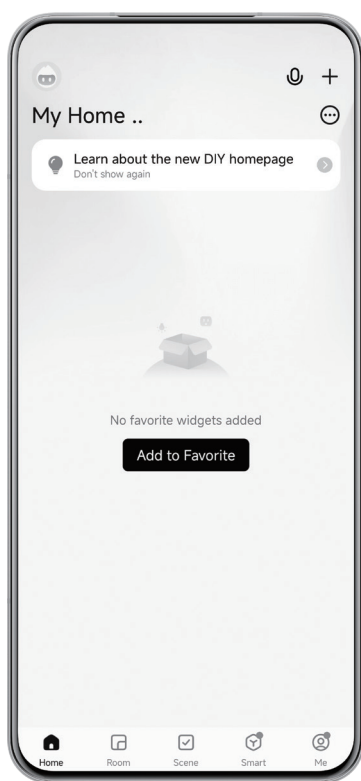 My Home ..
Learn about the new DIY homepage
Don't show again
No favorite widgets added
Add to Favorite
Home Room Scene Smart Me